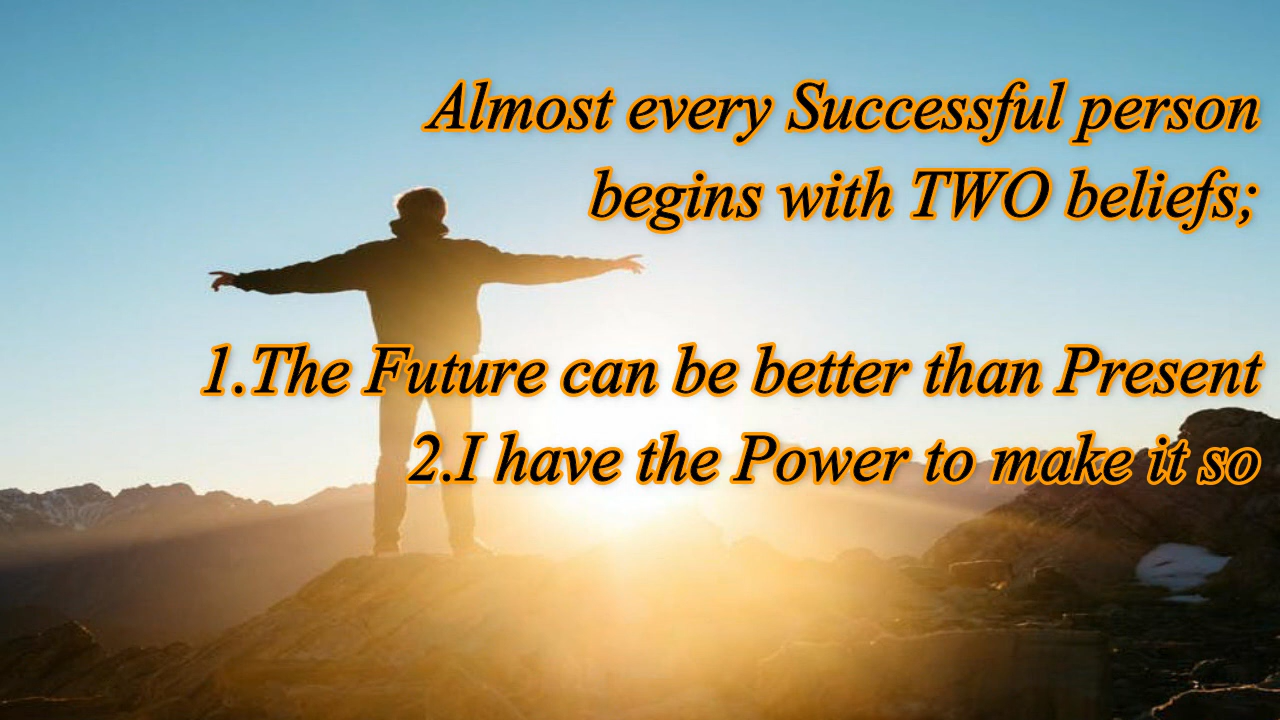 Almost every Successful person
begins with TWO beliefs;
1.The Future can be better than Present
2.I have the Power to make it so